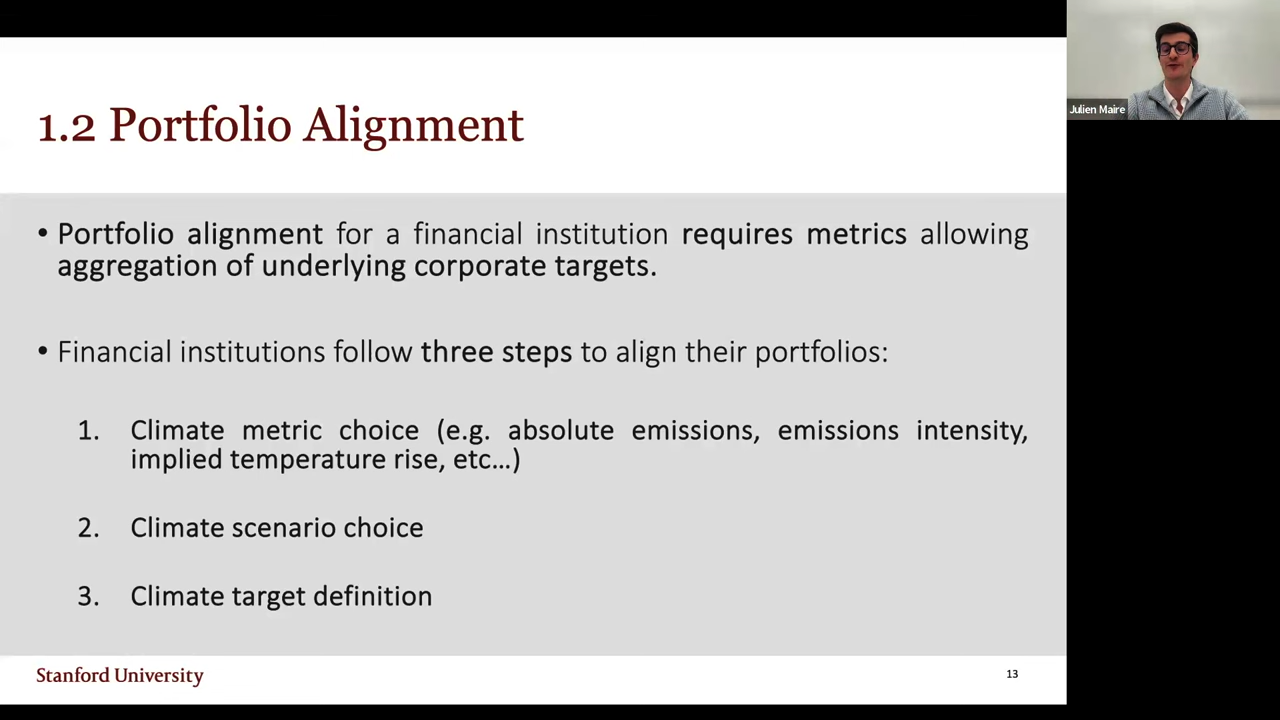 1.2 Portfolio Alignment
• Portfolio alignment for a financial institution requires metrics allowing
aggregation of underlying corporate targets.
• Financial institutions follow three steps to align their portfolios:
1. Climate metric choice (e.g. absolute emissions, emissions intensity,
implied temperature rise, etc…)
2. Climate scenario choice
3. Climate target definition
Stanford University
13
Julien Maire